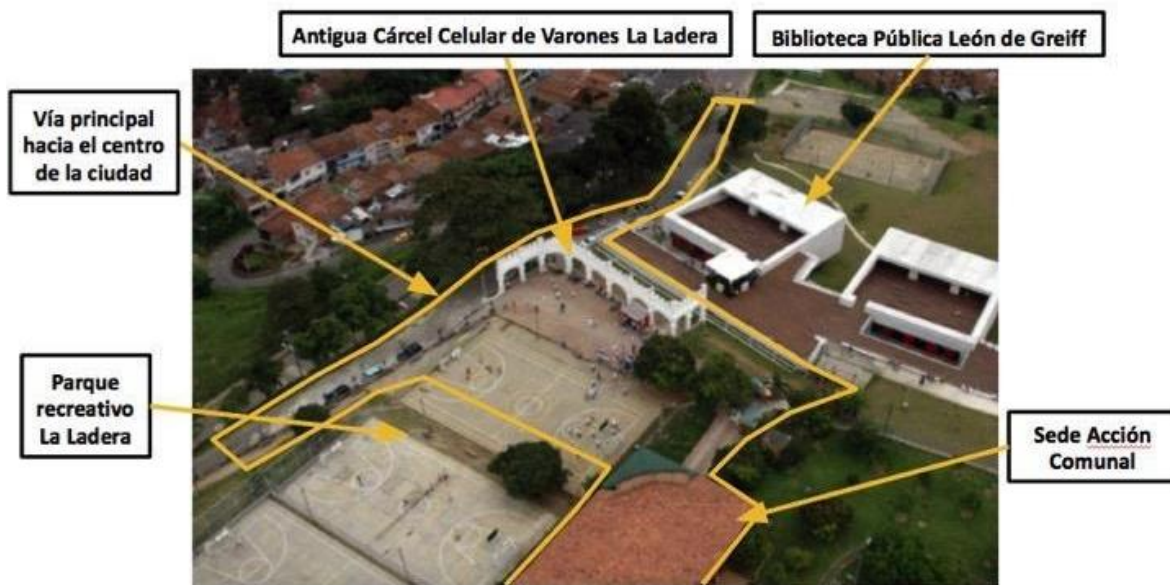 Antigua Cárcel Celular de Varones La Ladera
Biblioteca Pública León de Greiff
Vía principal
hacia el centro
de la ciudad
Parque
recreativo
La Ladera
Sede Acción
Comunal